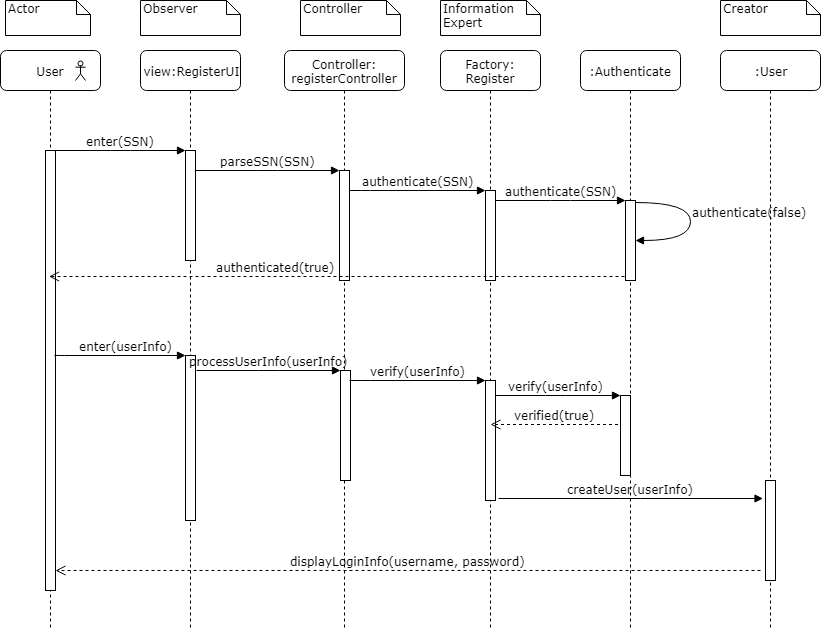 Actor
Observer
Controller
Information
Expert
Creator
User
view:RegisterUI
Controller:
registerController
Factory:
Register
:Authenticate
:User
enter(SSN)
parseSSN(SSN)
authenticate(SSN)
authenticate(SSN)
authenticate(false)
authenticated(true)
enter(userInfo)
processUserInfo(userInfo)
verify(userInfo)
verify(userInfo)
verified(true)
createUser(userInfo)
displayLoginInfo(username, password)